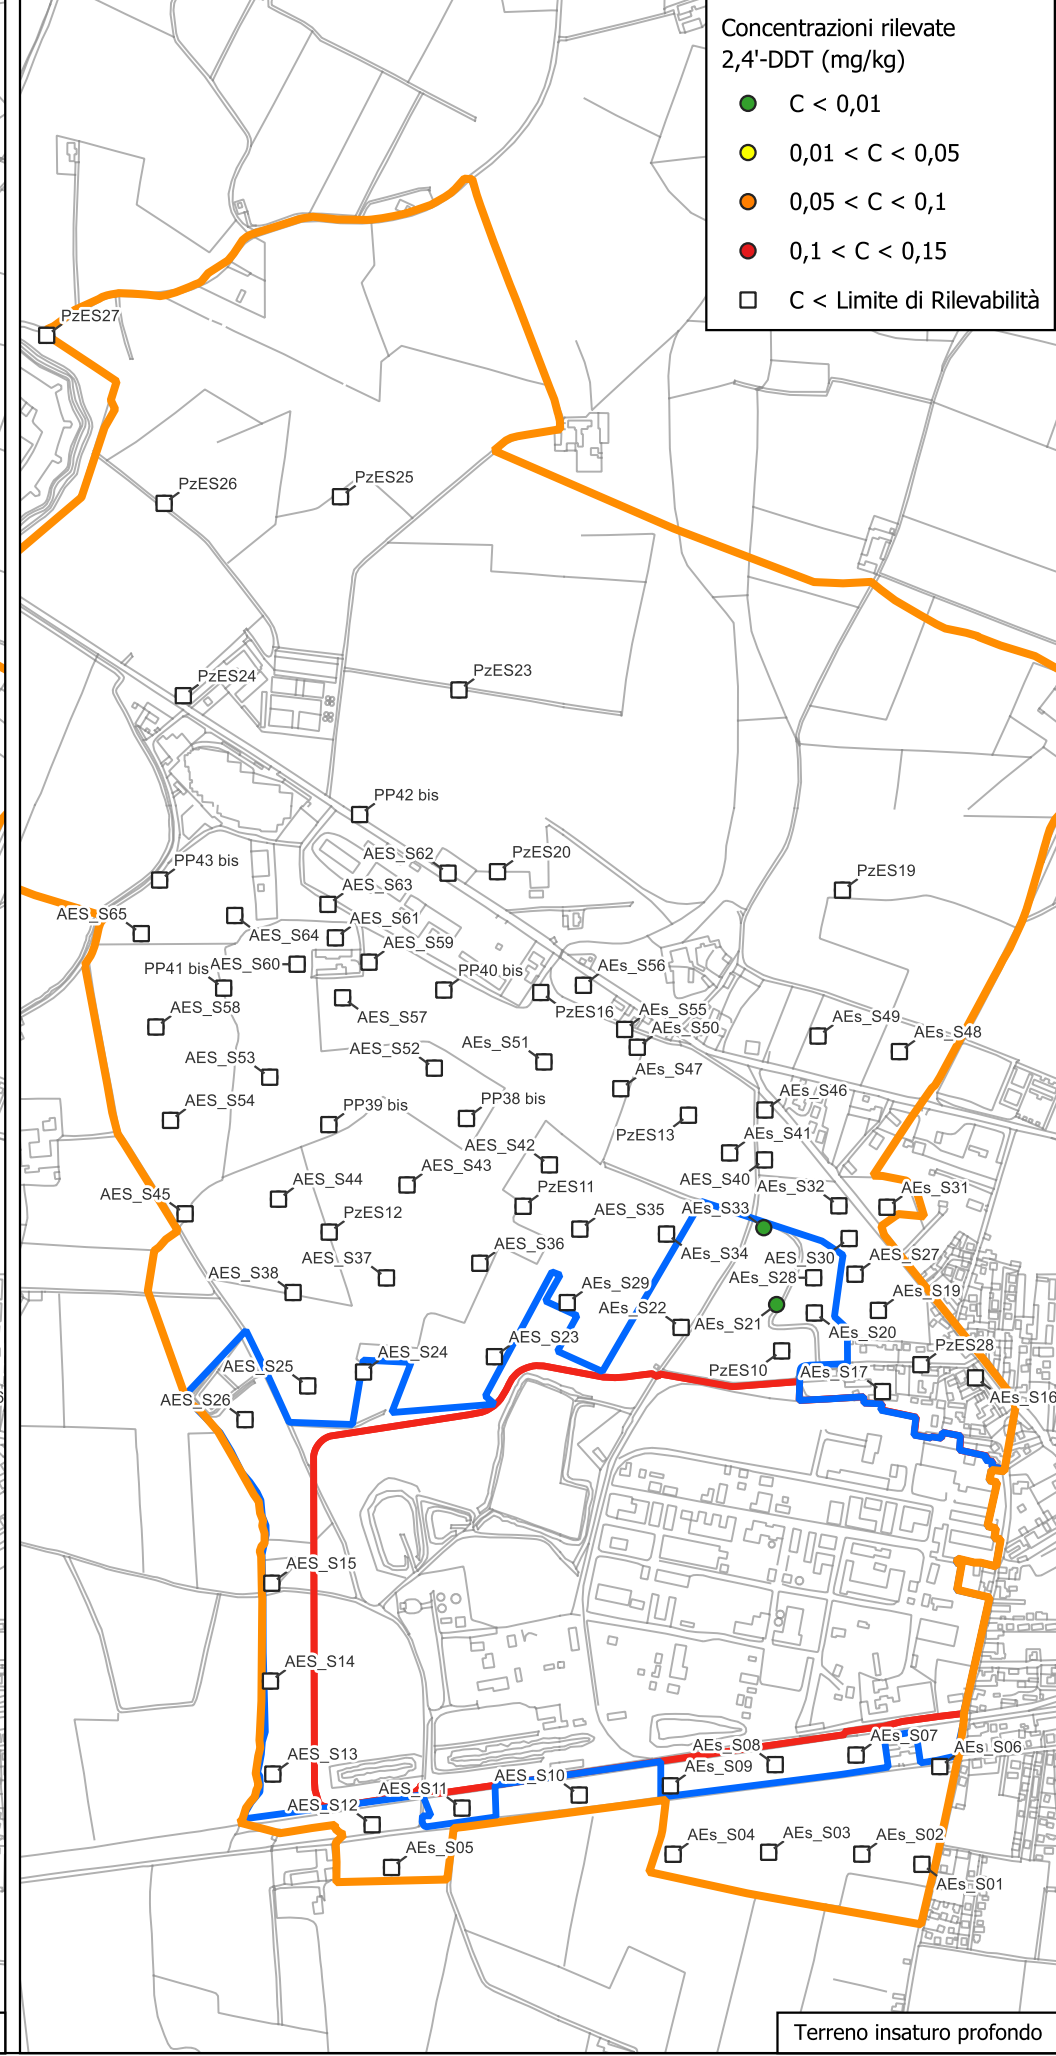 Concentrazioni rilevate
2,4'-DDT (mg/kg)
C < 0,01
0,01 < C < 0,05
0,05 < C < 0,1
0,1 < C < 0,15
C < Limite di Rilevabilità
PzES27
PzES26
PzES25
PzES24
PzES23
PP42 bis
AES_S62
PzES20
PP43 bis
PzES19
AES_S63
AES_S65
AES_S64
AES_S61
AES_S59
PP41 bis
AES_S60
PP40 bis
AEs_S56
AES_S58
AES_S57
PzES16
AEs_S55
AEs_S50
AEs_S49
AEs_S48
AES_S53
AES_S52
AEs_S51
AEs_S47
AES_S54
PP39 bis
PP38 bis
PzES13
AEs_S46
AEs_S41
AES_S42
AES_S40
AES_S45
AES_S44
AES_S43
PzES11
AEs_S32
AEs_S31
PzES12
AES_S35
AEs_S33
AEs_S34
AES_S30
AES_S37
AES_S36
AES_S27
AES_S38
AEs_S29
AEs_S28
AEs_S22
AEs_S21
AEs_S19
AEs_S20
AES_S25
AES_S24
AES_S23
PzES10
AEs_S17
PzES28
AEs_S16
AES_S26
AES_S15
AES_S14
AES_S13
AES_S12
AES_S11
AES_S10
AEs_S09
AEs_S08
AEs_S07
AEs_S06
AEs_S05
AEs_S04
AEs_S03
AEs_S02
AEs_S01
Terreno insaturo profondo